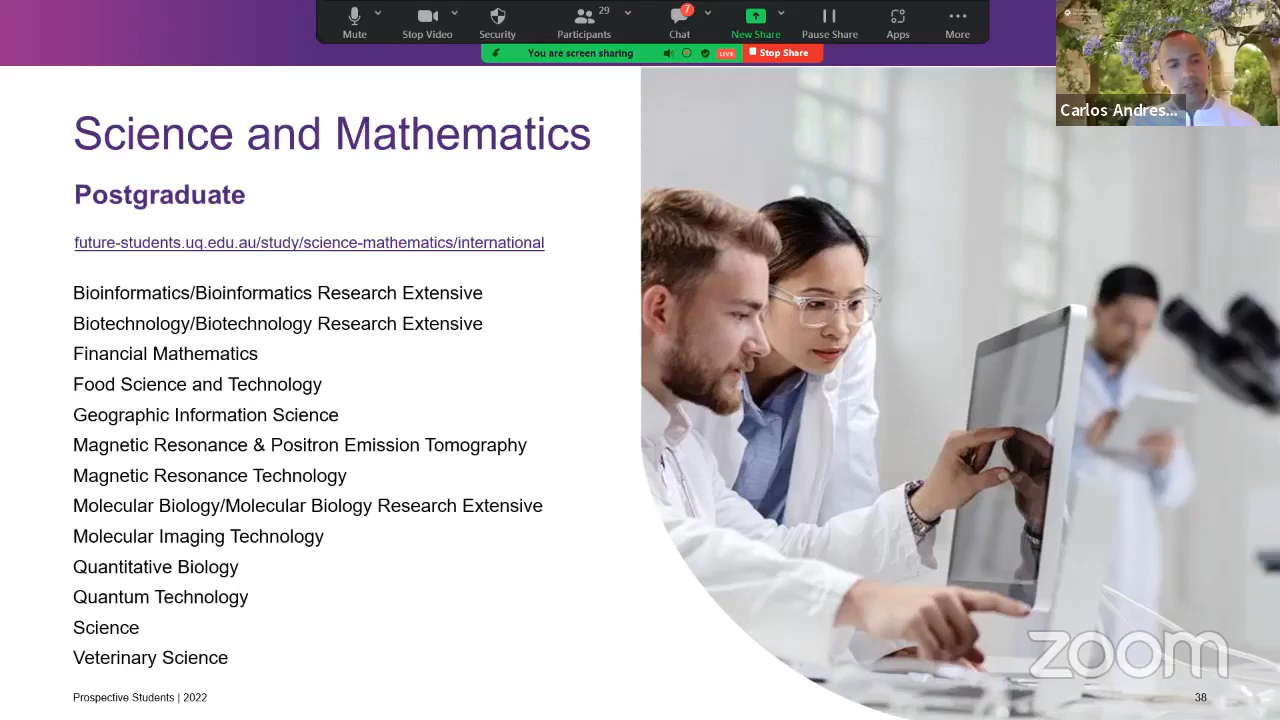 29
7
Mute
Stop Video
Security
Participants
Chat
New Share
Pause Share
Apps
More
You are screen sharing
LIVE
Stop Share
Carlos Andres...
Science and Mathematics
Postgraduate
future-students.uq.edu.au/study/science-mathematics/international
Bioinformatics/Bioinformatics Research Extensive
Biotechnology/Biotechnology Research Extensive
Financial Mathematics
Food Science and Technology
Geographic Information Science
Magnetic Resonance & Positron Emission Tomography
Magnetic Resonance Technology
Molecular Biology/Molecular Biology Research Extensive
Molecular Imaging Technology
Quantitative Biology
Quantum Technology
Science
Veterinary Science
zoom
Prospective Students | 2022
38